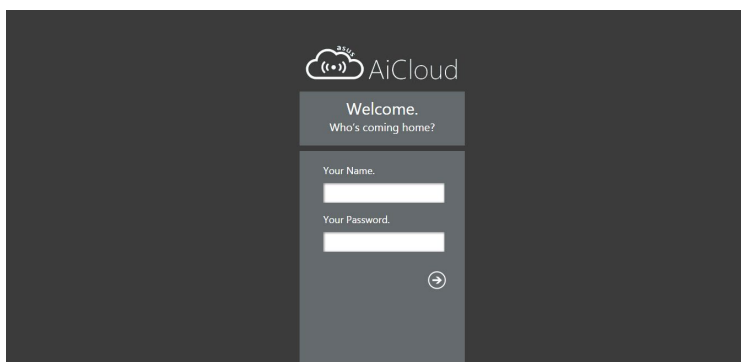 asus
AiCloud
Welcome.
Who's coming home?
Your Name.
Your Password.